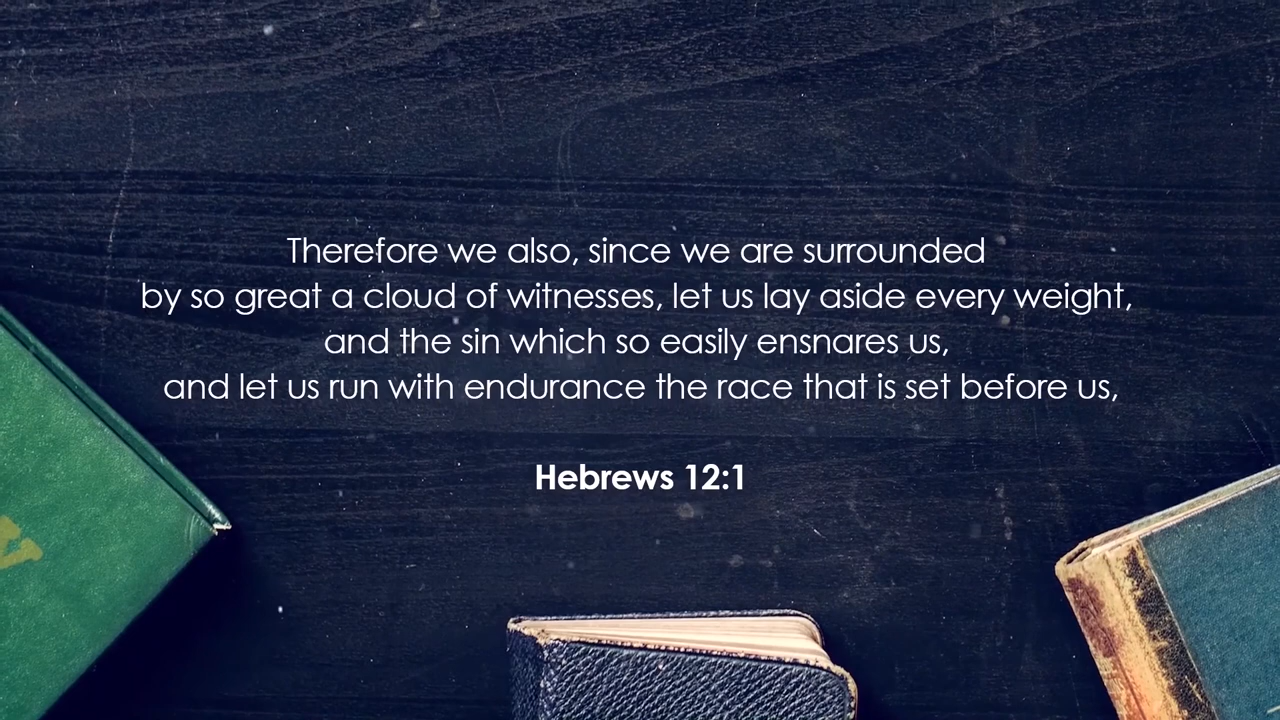 Therefore we also, since we are surrounded
by so great a cloud of witnesses, let us lay aside every weight,
and the sin which so easily ensnares us,
and let us run with endurance the race that is set before us,
Hebrews 12:1